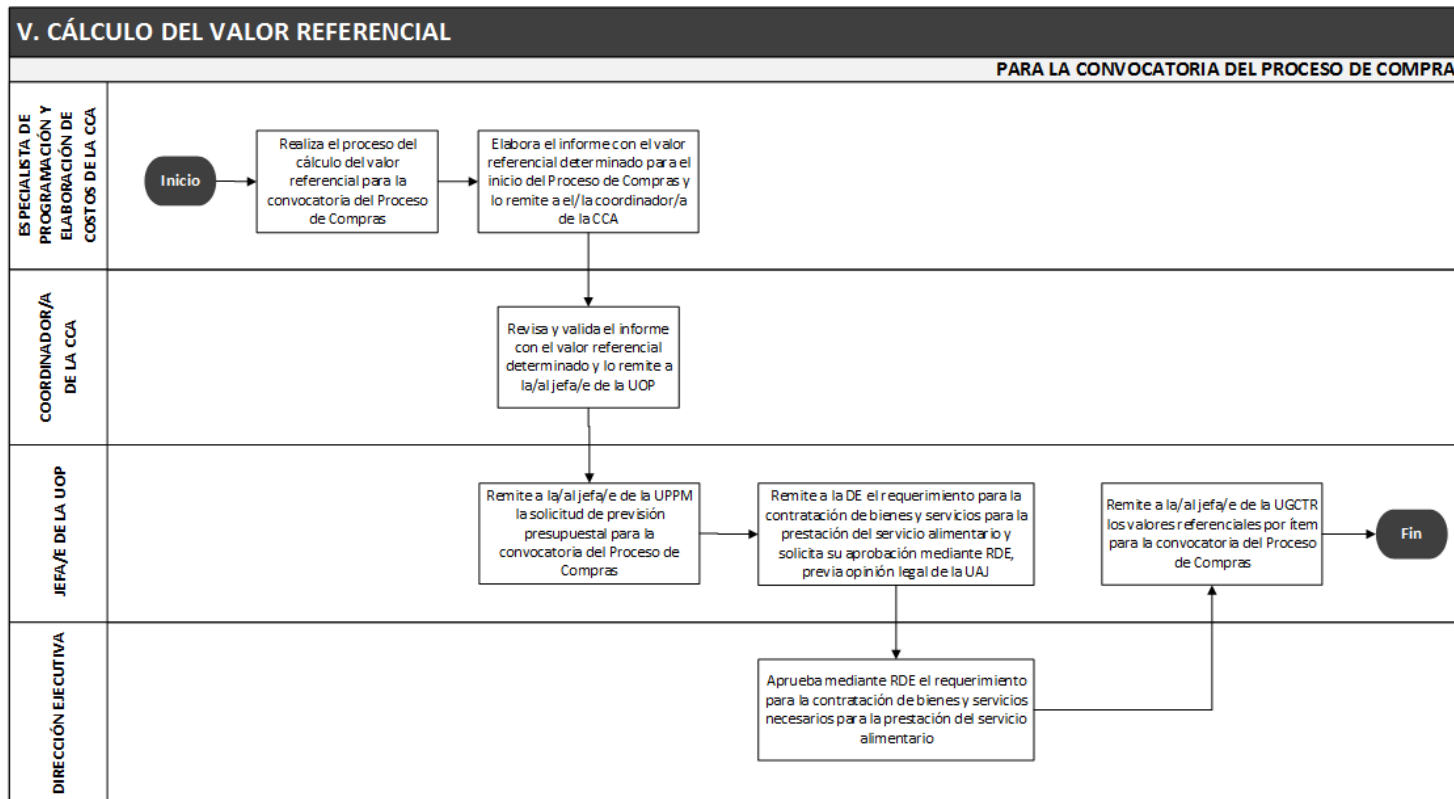 V. CÁLCULO DEL VALOR REFERENCIAL
PARA LA CONVOCATORIA DEL PROCESO DE COMPRA
ESPECIALISTA DE
PROGRAMACIÓN Y
ELABORACIÓN DE
COSTOS DE LA CCA
Inicio
Realiza el proceso del
cálculo del valor
referencial para la
convocatoria del Proceso
de Compras
Elabora el informe con el valor
referencial determinado para el
inicio del Proceso de Compras y
lo remite a el/la coordinador/a
de la CCA
COORDINADOR/A
DE LA CCA
Revisa y valida el informe
con el valor referencial
determinado y lo remite a
la/al jefa/e de la UOP
JEFA/E DE LA UOP
Remite a la/al jefa/e de la UPPM
la solicitud de previsión
presupuestal para la
convocatoria del Proceso de
Compras
Remite a la DE el requerimiento para la
contratación de bienes y servicios para la
prestación del servicio alimentario y
solicita su aprobación mediante RDE,
previa opinión legal de la UAJ
Remite a la/al jefa/e de la UGCTR
los valores referenciales por ítem
para la convocatoria del Proceso
de Compras
Fin
DIRECCIÓN EJECUTIVA
Aprueba mediante RDE el requerimiento
para la contratación de bienes y servicios
necesarios para la prestación del servicio
alimentario